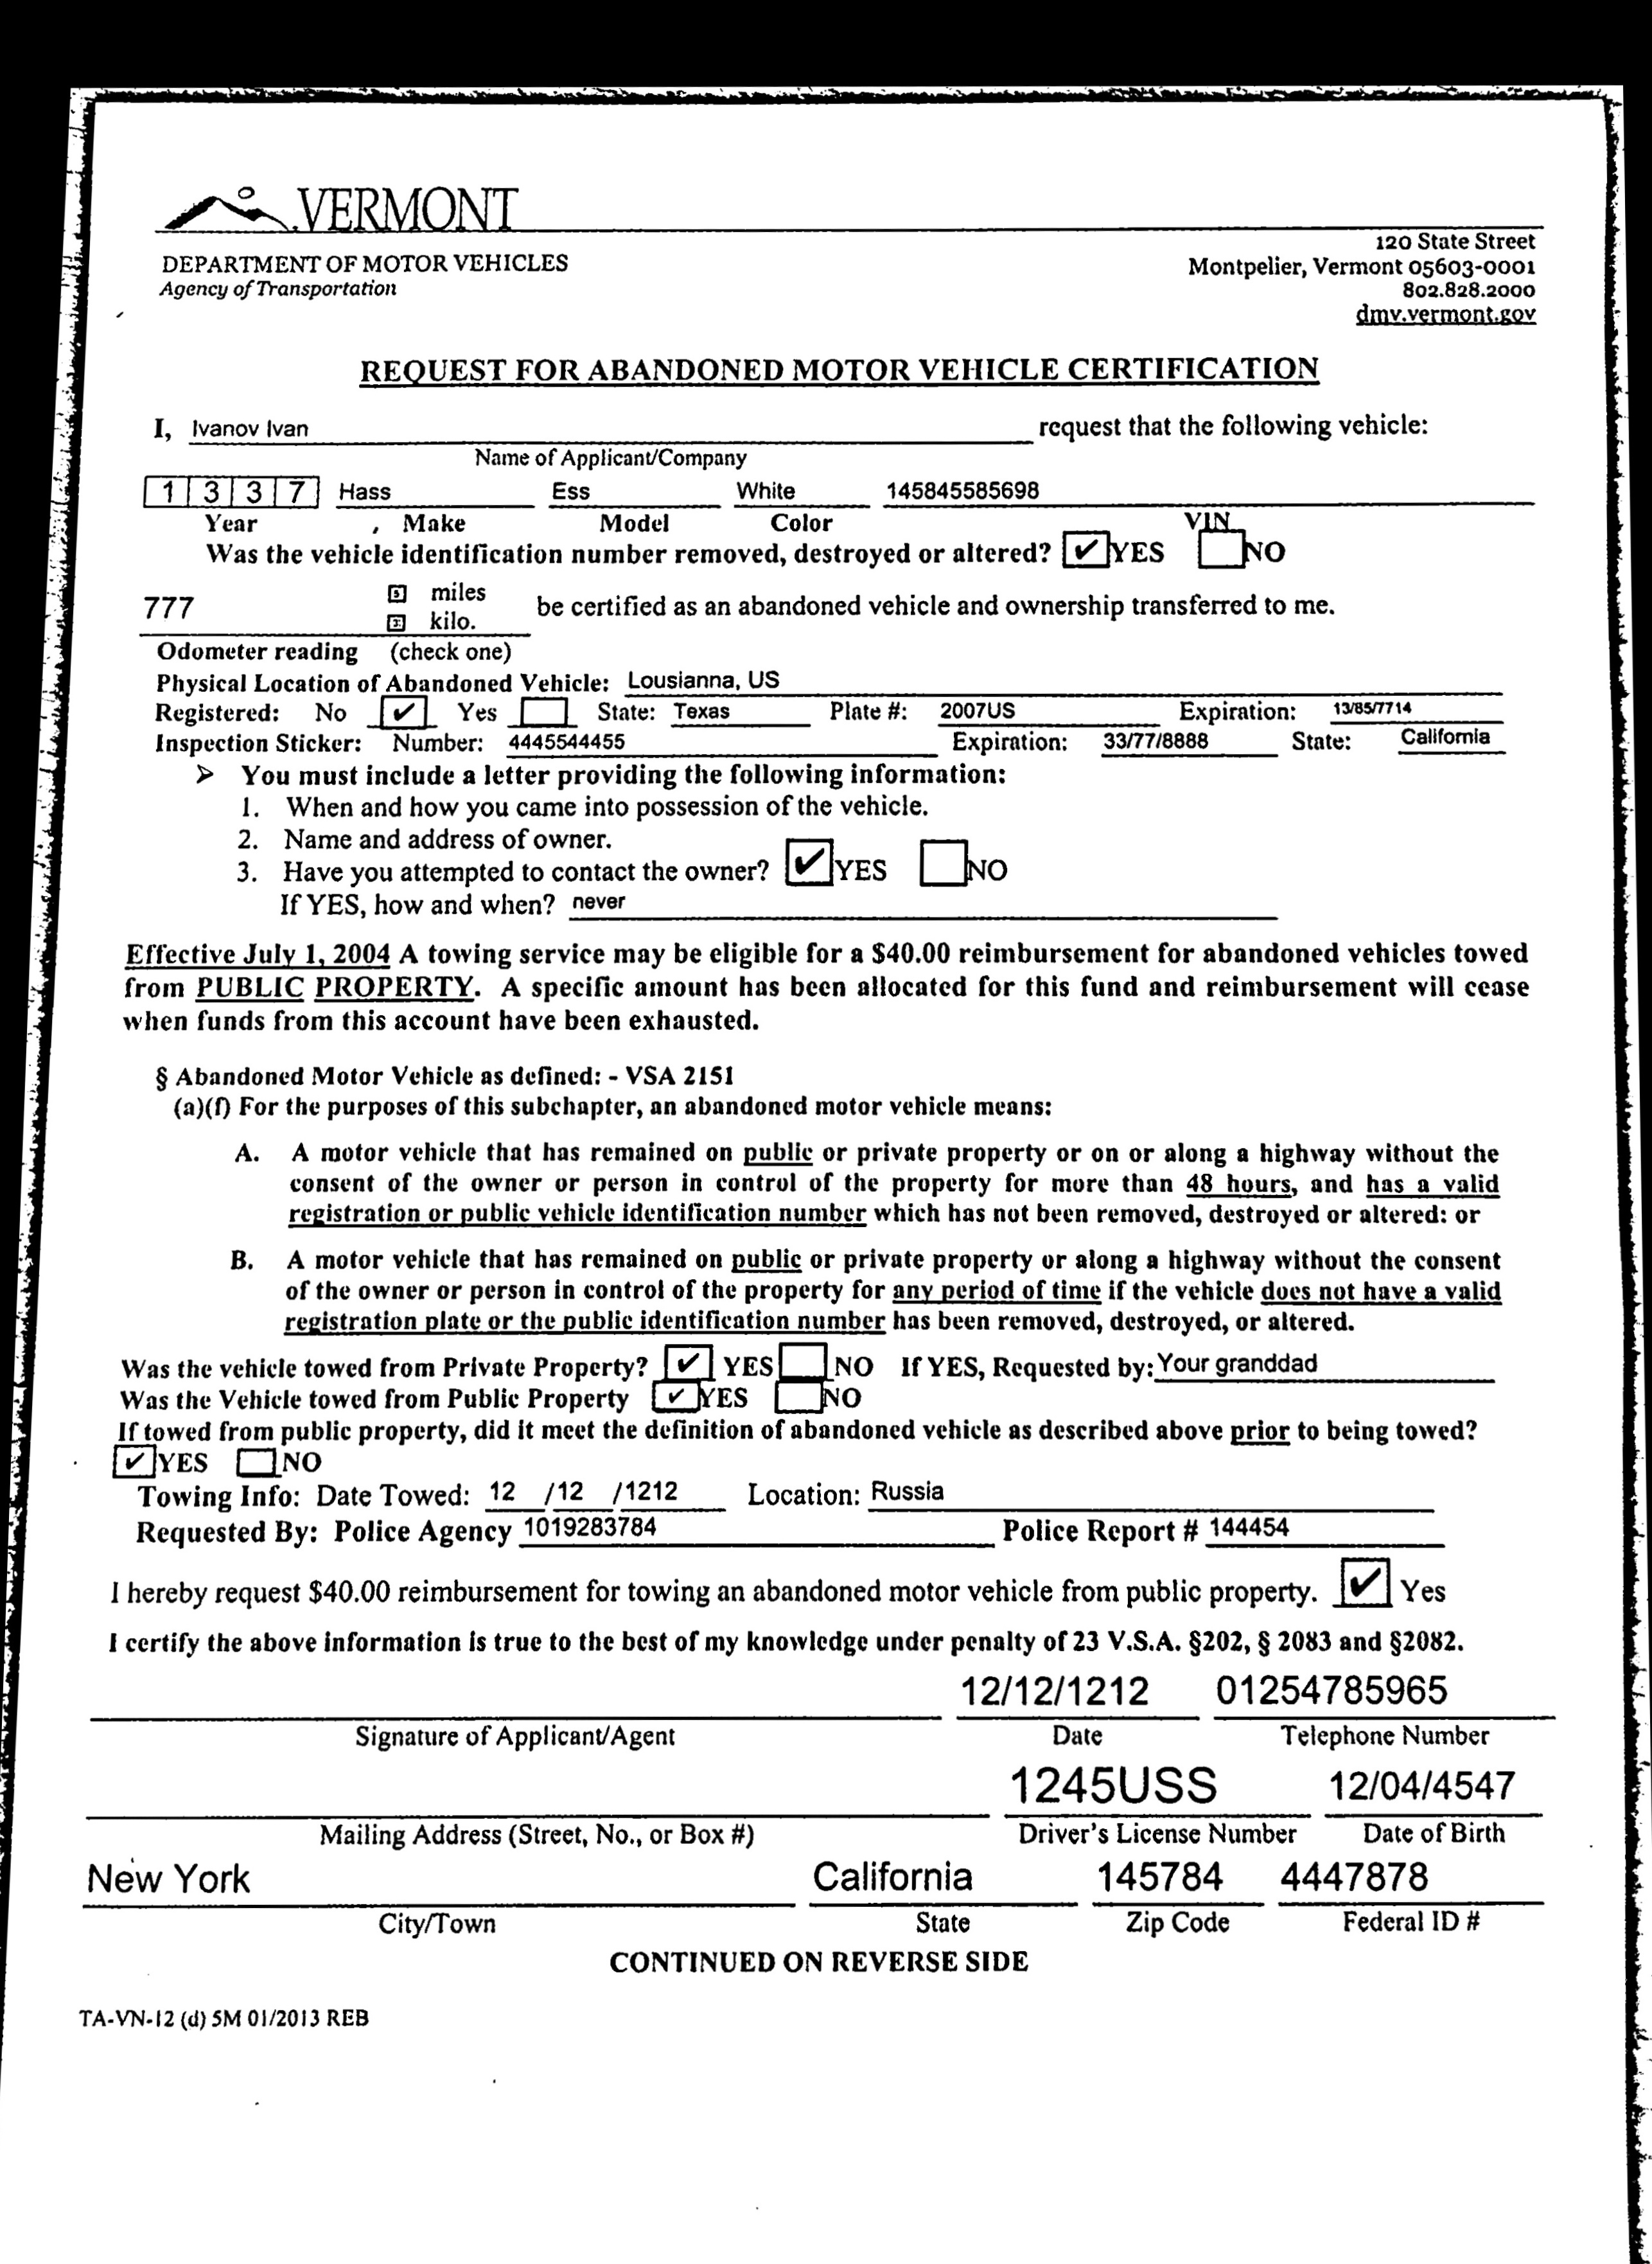 VERMONT
120 State Street
DEPARTMENT OF MOTOR VEHICLES
Montpelier, Vermont 05603-0001
Agency of Transportation
802.828.2000
dmv.vermont.gov
REQUEST FOR ABANDONED MOTOR VEHICLE CERTIFICATION
I, Ivanov Ivan request that the following vehicle:
Name of Applicant/Company
1 3 3 7 Hass Ess White 145845585698
Year , Make Model Color VIN
Was the vehicle identification number removed, destroyed or altered? ✔ YES NO
777 miles be certified as an abandoned vehicle and ownership transferred to me.
kilo.
Odometer reading (check one)
Physical Location of Abandoned Vehicle: Lousianna, US
Registered: No ✔ Yes State: Texas Plate #: 2007US Expiration: 13/85/7714
Inspection Sticker: Number: 4445544455 Expiration: 33/77/8888 State: California
➢ You must include a letter providing the following information:
1. When and how you came into possession of the vehicle.
2. Name and address of owner.
3. Have you attempted to contact the owner? ✔ YES NO
If YES, how and when? never
Effective July 1, 2004 A towing service may be eligible for a $40.00 reimbursement for abandoned vehicles towed
from PUBLIC PROPERTY. A specific amount has been allocated for this fund and reimbursement will cease
when funds from this account have been exhausted.
§ Abandoned Motor Vehicle as defined: - VSA 2151
(a)(f) For the purposes of this subchapter, an abandoned motor vehicle means:
A. A motor vehicle that has remained on public or private property or on or along a highway without the
consent of the owner or person in control of the property for more than 48 hours, and has a valid
registration or public vehicle identification number which has not been removed, destroyed or altered: or
B. A motor vehicle that has remained on public or private property or along a highway without the consent
of the owner or person in control of the property for any period of time if the vehicle does not have a valid
registration plate or the public identification number has been removed, destroyed, or altered.
Was the vehicle towed from Private Property? ✔ YES NO If YES, Requested by: Your granddad
Was the Vehicle towed from Public Property ✔ YES NO
If towed from public property, did it meet the definition of abandoned vehicle as described above prior to being towed?
✔ YES NO
Towing Info: Date Towed: 12 /12 /1212 Location: Russia
Requested By: Police Agency 1019283784 Police Report # 144454
I hereby request $40.00 reimbursement for towing an abandoned motor vehicle from public property. ✔ Yes
I certify the above information is true to the best of my knowledge under penalty of 23 V.S.A. §202, § 2083 and §2082.
12/12/1212 01254785965
Signature of Applicant/Agent Date Telephone Number
1245USS 12/04/4547
Mailing Address (Street, No., or Box #) Driver's License Number Date of Birth
New York California 145784 4447878
City/Town State Zip Code Federal ID #
CONTINUED ON REVERSE SIDE
TA-VN-12 (d) 5M 01/2013 REB